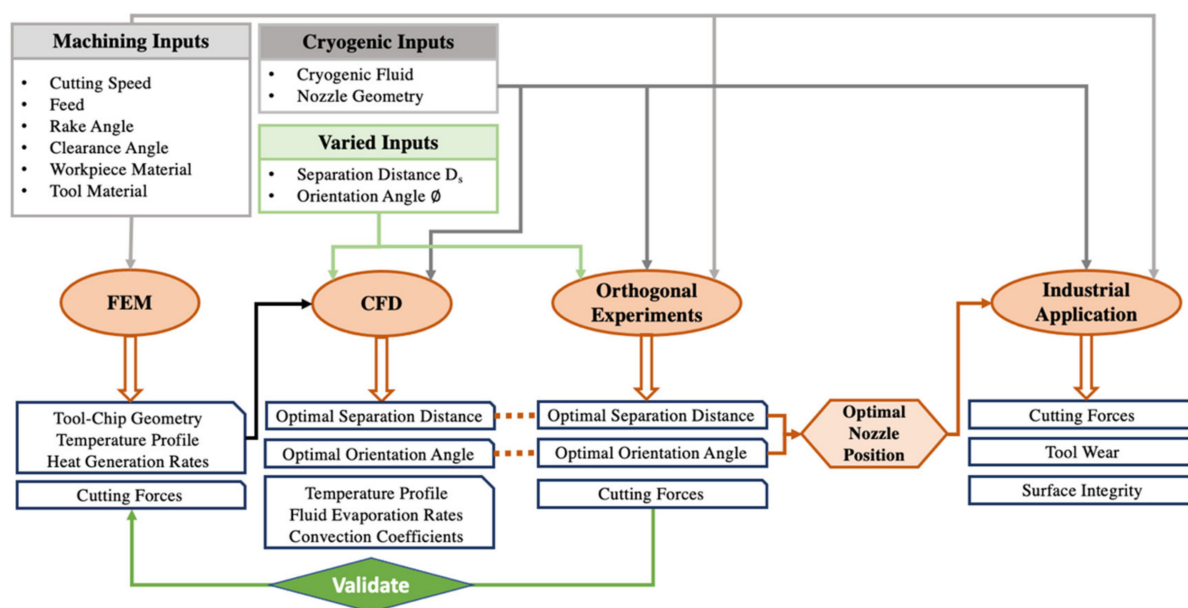 Machining Inputs
• Cutting Speed
• Feed
• Rake Angle
• Clearance Angle
• Workpiece Material
• Tool Material
Cryogenic Inputs
• Cryogenic Fluid
• Nozzle Geometry
Varied Inputs
• Separation Distance Dₛ
• Orientation Angle ∅
FEM
CFD
Orthogonal
Experiments
Industrial
Application
Tool-Chip Geometry
Temperature Profile
Heat Generation Rates
Cutting Forces
Optimal Separation Distance
Optimal Orientation Angle
Temperature Profile
Fluid Evaporation Rates
Convection Coefficients
Optimal Separation Distance
Optimal Orientation Angle
Cutting Forces
Optimal
Nozzle
Position
Cutting Forces
Tool Wear
Surface Integrity
Validate